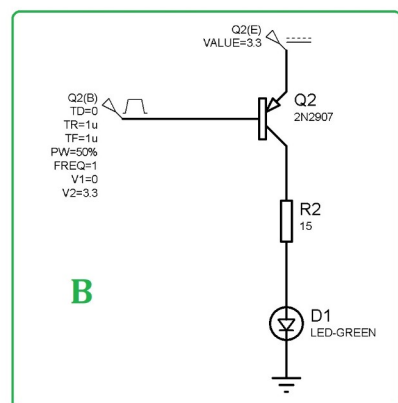 Q2(E)
VALUE=3.3
Q2
2N2907
Q2(B)
TD=0
TR=1u
TF=1u
PW=50%
FREQ=1
V1=0
V2=3.3
R2
15
B
D1
LED-GREEN